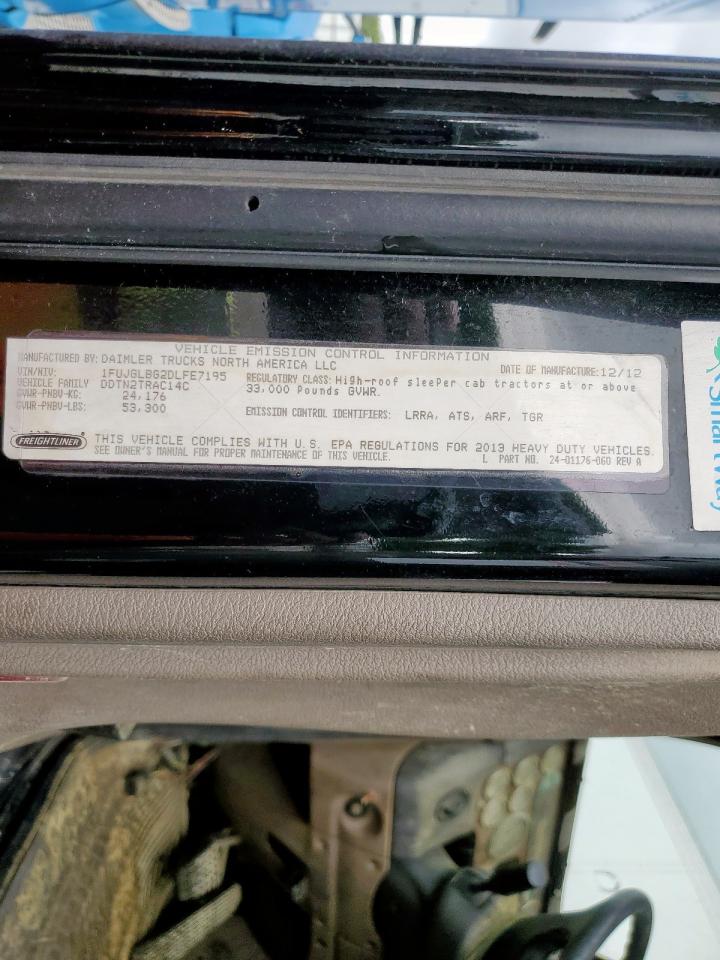 VEHICLE EMISSION CONTROL INFORMATION
MANUFACTURED BY: DAIMLER TRUCKS NORTH AMERICA LLC
DATE OF MANUFACTURE: 12/12
VIN/NIV: 1FUJGLBG2DLFE7195
VEHICLE FAMILY DDTN2TRAC14C
GVWR-PNBV-KG: 24,176
GVWR-PNBV-LBS: 53,300
REGULATORY CLASS: High-roof sleeper cab tractors at or above
33,000 Pounds GVWR.
EMISSION CONTROL IDENTIFIERS: LRRA, ATS, ARF, TGR
FREIGHTLINER
THIS VEHICLE COMPLIES WITH U.S. EPA REGULATIONS FOR 2013 HEAVY DUTY VEHICLES.
SEE OWNER'S MANUAL FOR PROPER MAINTENANCE OF THIS VEHICLE.
L PART NO. 24-01176-060 REV A